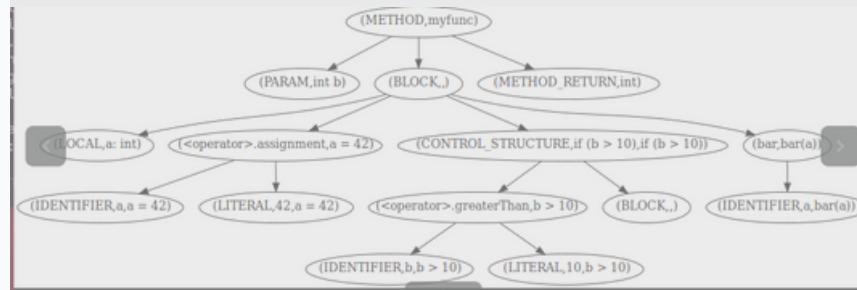 (METHOD,myfunc)
(PARAM,int b) (BLOCK,,) (METHOD_RETURN,int)
(LOCAL,a: int) (<operator>.assignment,a = 42) (CONTROL_STRUCTURE,if (b > 10),if (b > 10)) (bar,bar(a))
(IDENTIFIER,a,a = 42) (LITERAL,42,a = 42) (<operator>.greaterThan,b > 10) (BLOCK,,) (IDENTIFIER,a,bar(a))
(IDENTIFIER,b,b > 10) (LITERAL,10,b > 10)